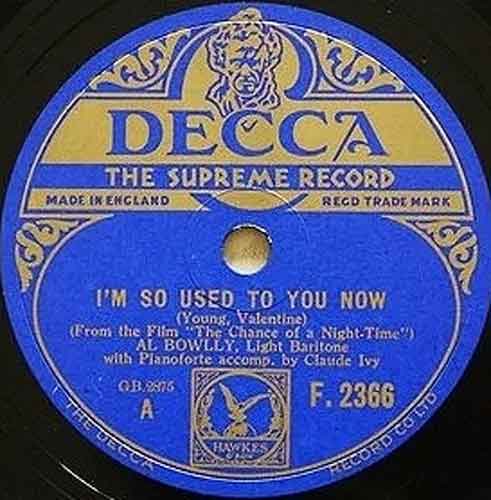 DECCA
THE SUPREME RECORD
MADE IN ENGLAND REGD TRADE MARK
I'M SO USED TO YOU NOW
(Young, Valentine)
(From the Film "The Chance of a Night-Time")
AL BOWLLY, Light Baritone
with Pianoforte accomp. by Claude Ivy
GB.2875
A
F. 2366
HAWKES
THE DECCA RECORD CO LTD